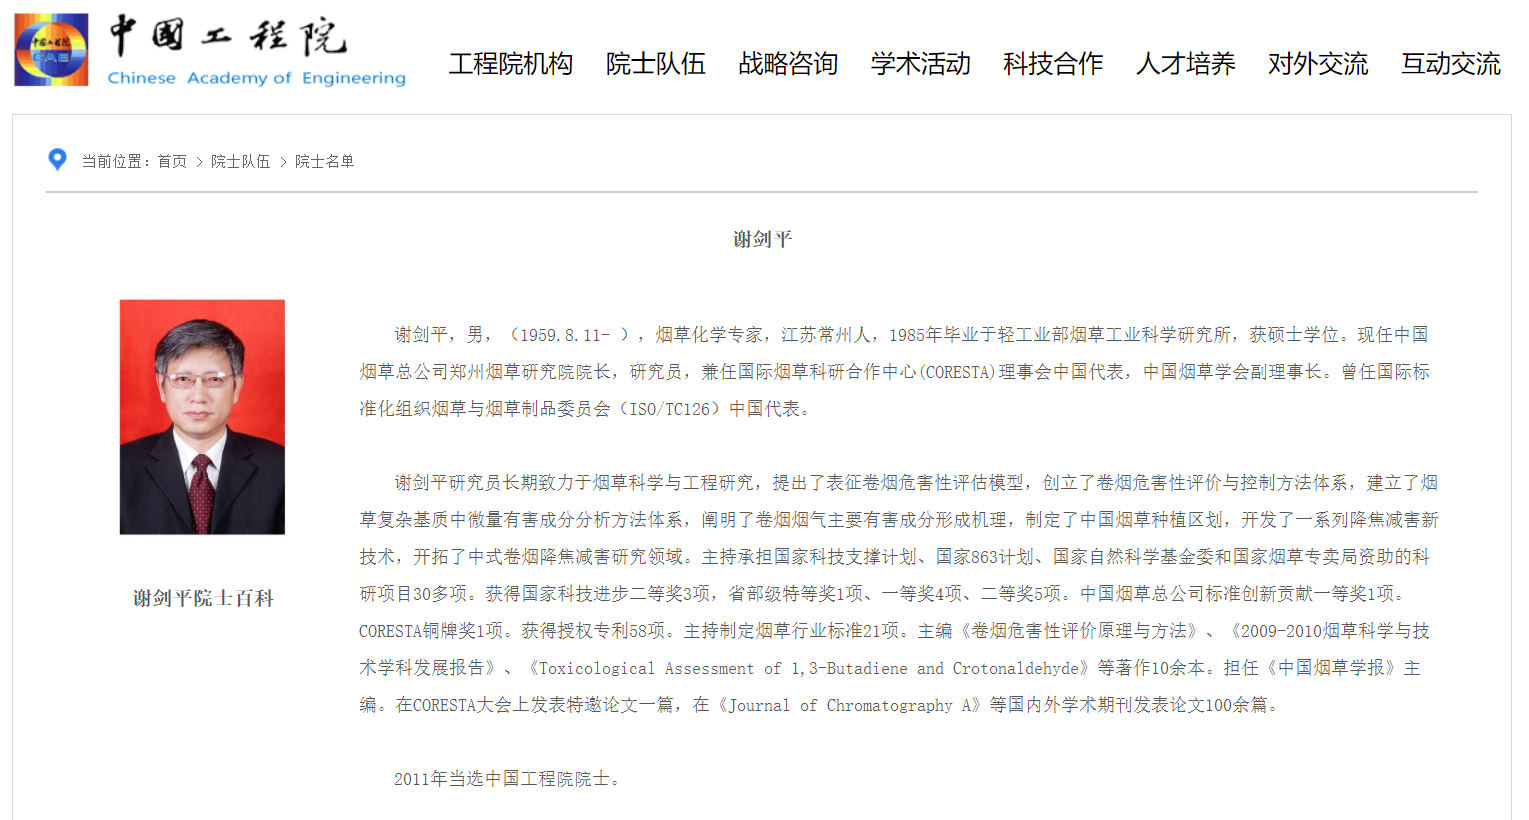 中国工程院
CAE
中國工程院
Chinese Academy of Engineering
工程院机构 院士队伍 战略咨询 学术活动 科技合作 人才培养 对外交流 互动交流
当前位置：首页 > 院士队伍 > 院士名单
谢剑平
谢剑平，男，（1959.8.11- ），烟草化学专家，江苏常州人，1985年毕业于轻工业部烟草工业科学研究所，获硕士学位。现任中国
烟草总公司郑州烟草研究院院长，研究员，兼任国际烟草科研合作中心(CORESTA)理事会中国代表，中国烟草学会副理事长。曾任国际标
准化组织烟草与烟草制品委员会（ISO/TC126）中国代表。
谢剑平研究员长期致力于烟草科学与工程研究，提出了表征卷烟危害性评估模型，创立了卷烟危害性评价与控制方法体系，建立了烟
草复杂基质中微量有害成分分析方法体系，阐明了卷烟烟气主要有害成分形成机理，制定了中国烟草种植区划，开发了一系列降焦减害新
技术，开拓了中式卷烟降焦减害研究领域。主持承担国家科技支撑计划、国家863计划、国家自然科学基金委和国家烟草专卖局资助的科
研项目30多项。获得国家科技进步二等奖3项，省部级特等奖1项、一等奖4项、二等奖5项。中国烟草总公司标准创新贡献一等奖1项。
CORESTA铜牌奖1项。获得授权专利58项。主持制定烟草行业标准21项。主编《卷烟危害性评价原理与方法》、《2009-2010烟草科学与技
术学科发展报告》、《Toxicological Assessment of 1,3-Butadiene and Crotonaldehyde》等著作10余本。担任《中国烟草学报》主
编。在CORESTA大会上发表特邀论文一篇，在《Journal of Chromatography A》等国内外学术期刊发表论文100余篇。
2011年当选中国工程院院士。
谢剑平院士百科